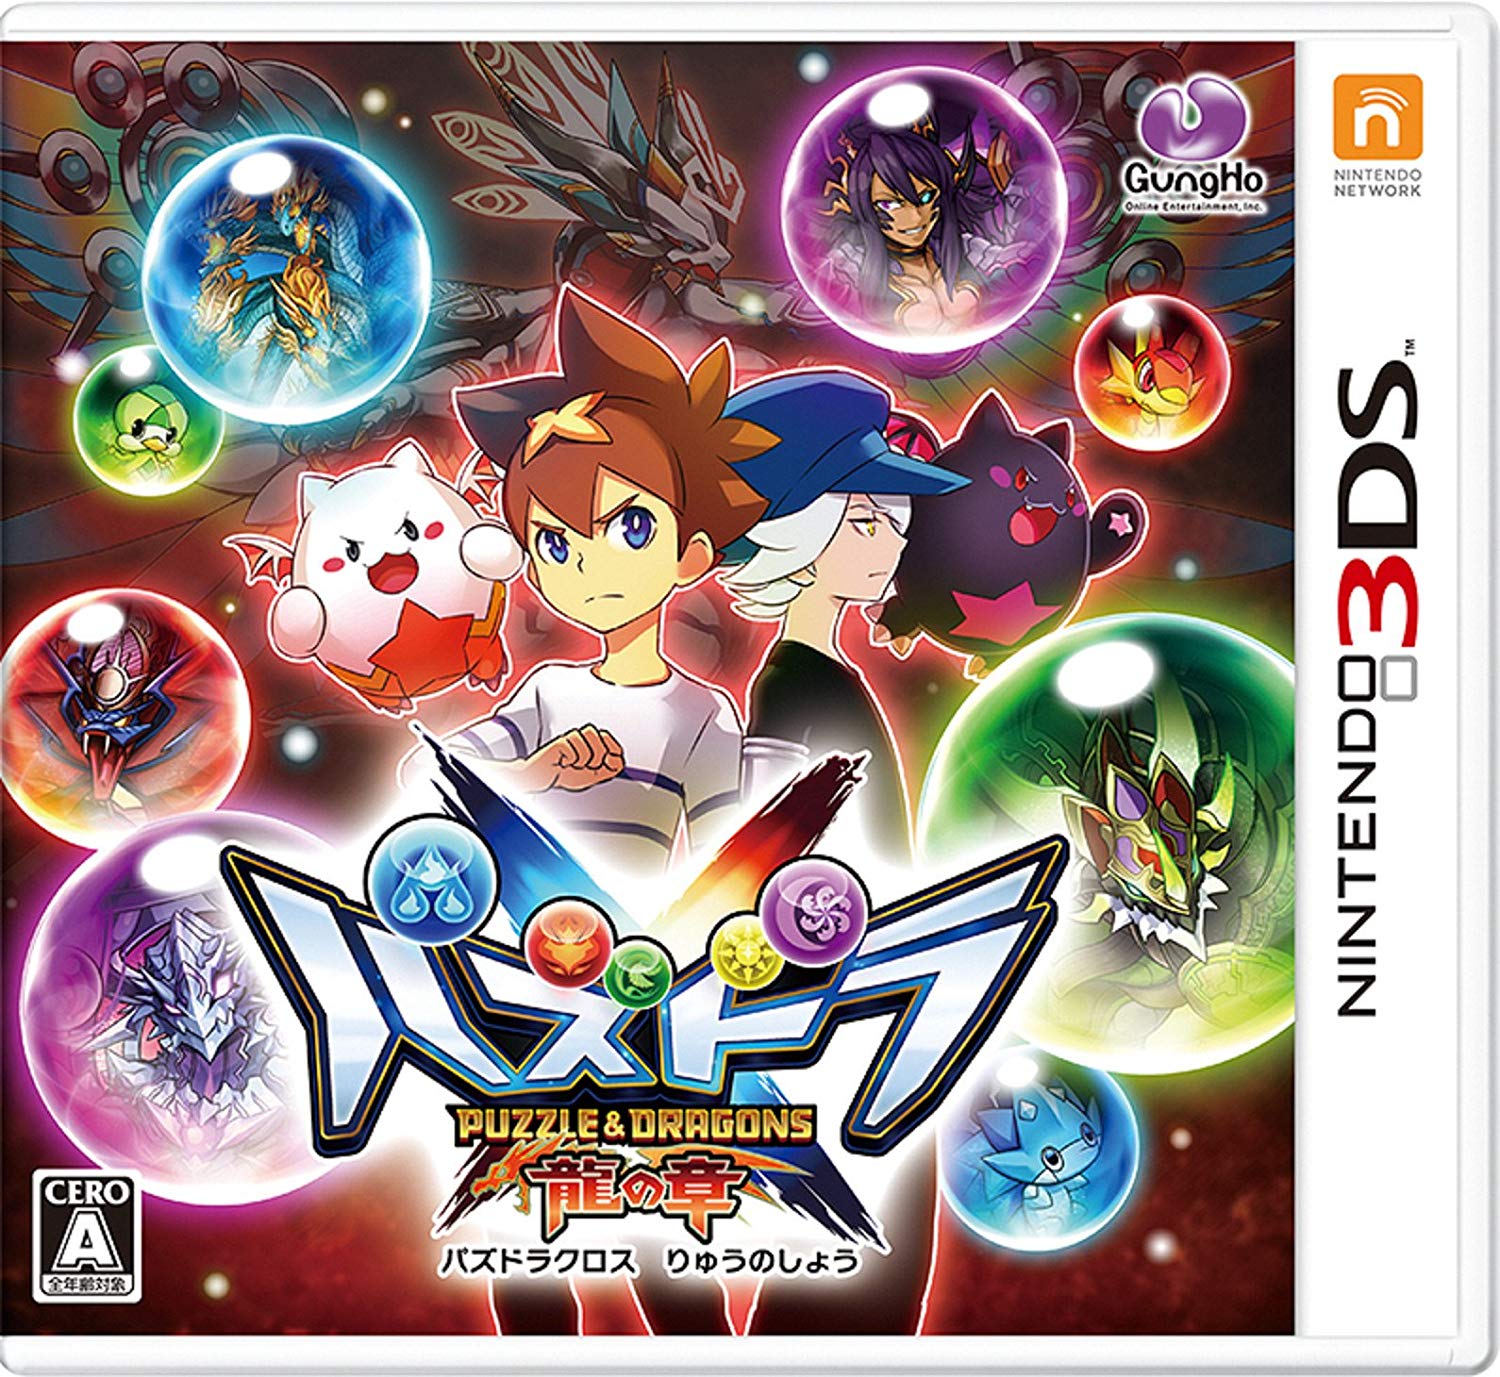 GungHo
Online Entertainment, Inc.
NINTENDO
NETWORK
NINTENDO 3DS™
パズドラ
X
PUZZLE & DRAGONS
龍の章
パズドラクロス りゅうのしょう
CERO
A
全年齢対象